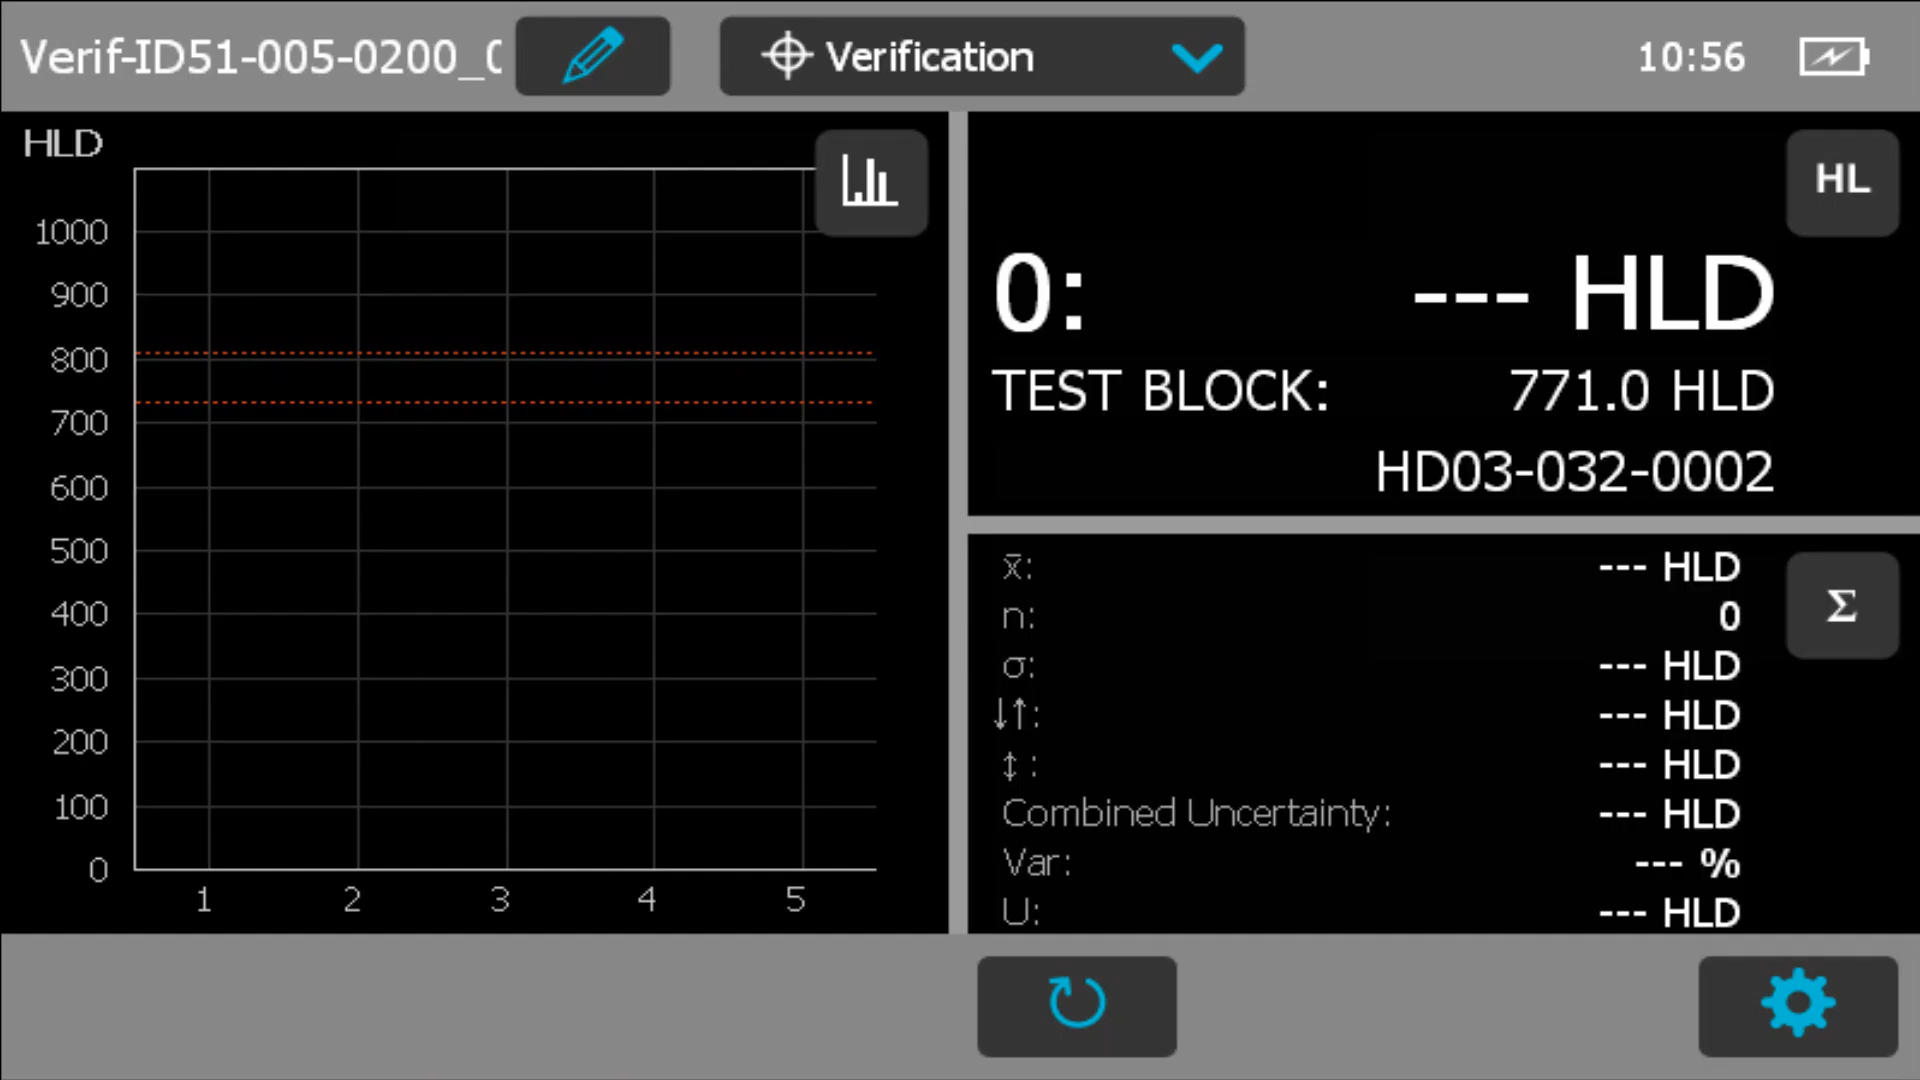 Verif-ID51-005-0200_0
Verification
10:56
HLD
1000
900
800
700
600
500
400
300
200
100
0
1 2 3 4 5
HL
0: --- HLD
TEST BLOCK: 771.0 HLD
HD03-032-0002
x̅: --- HLD
n: 0
σ: --- HLD
↓↑: --- HLD
↕ : --- HLD
Combined Uncertainty: --- HLD
Var: --- %
U: --- HLD
Σ